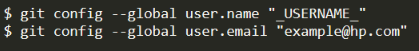 $ git config --global user.name "_USERNAME_"
$ git config --global user.email "example@hp.com"